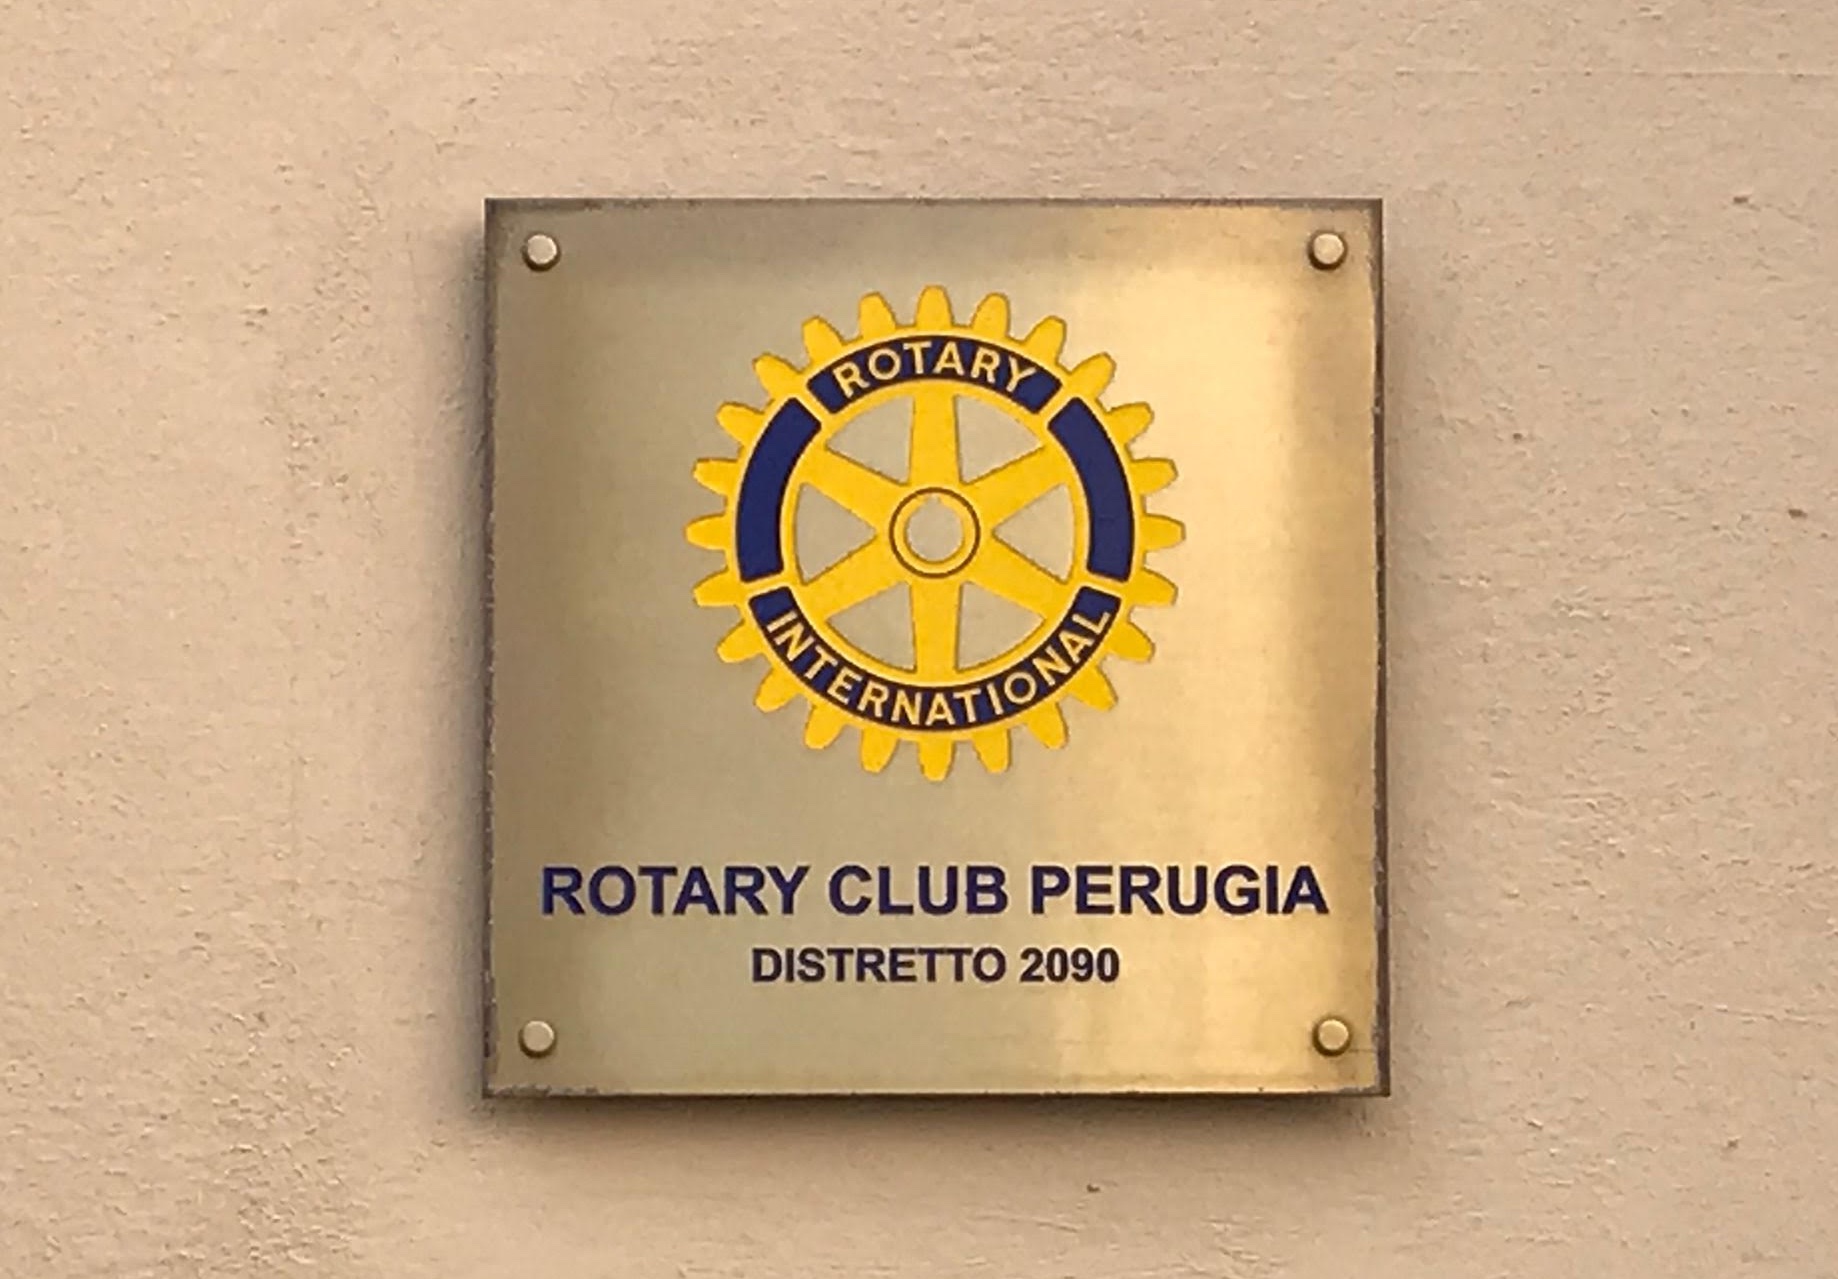 ROTARY
INTERNATIONAL
ROTARY CLUB PERUGIA
DISTRETTO 2090